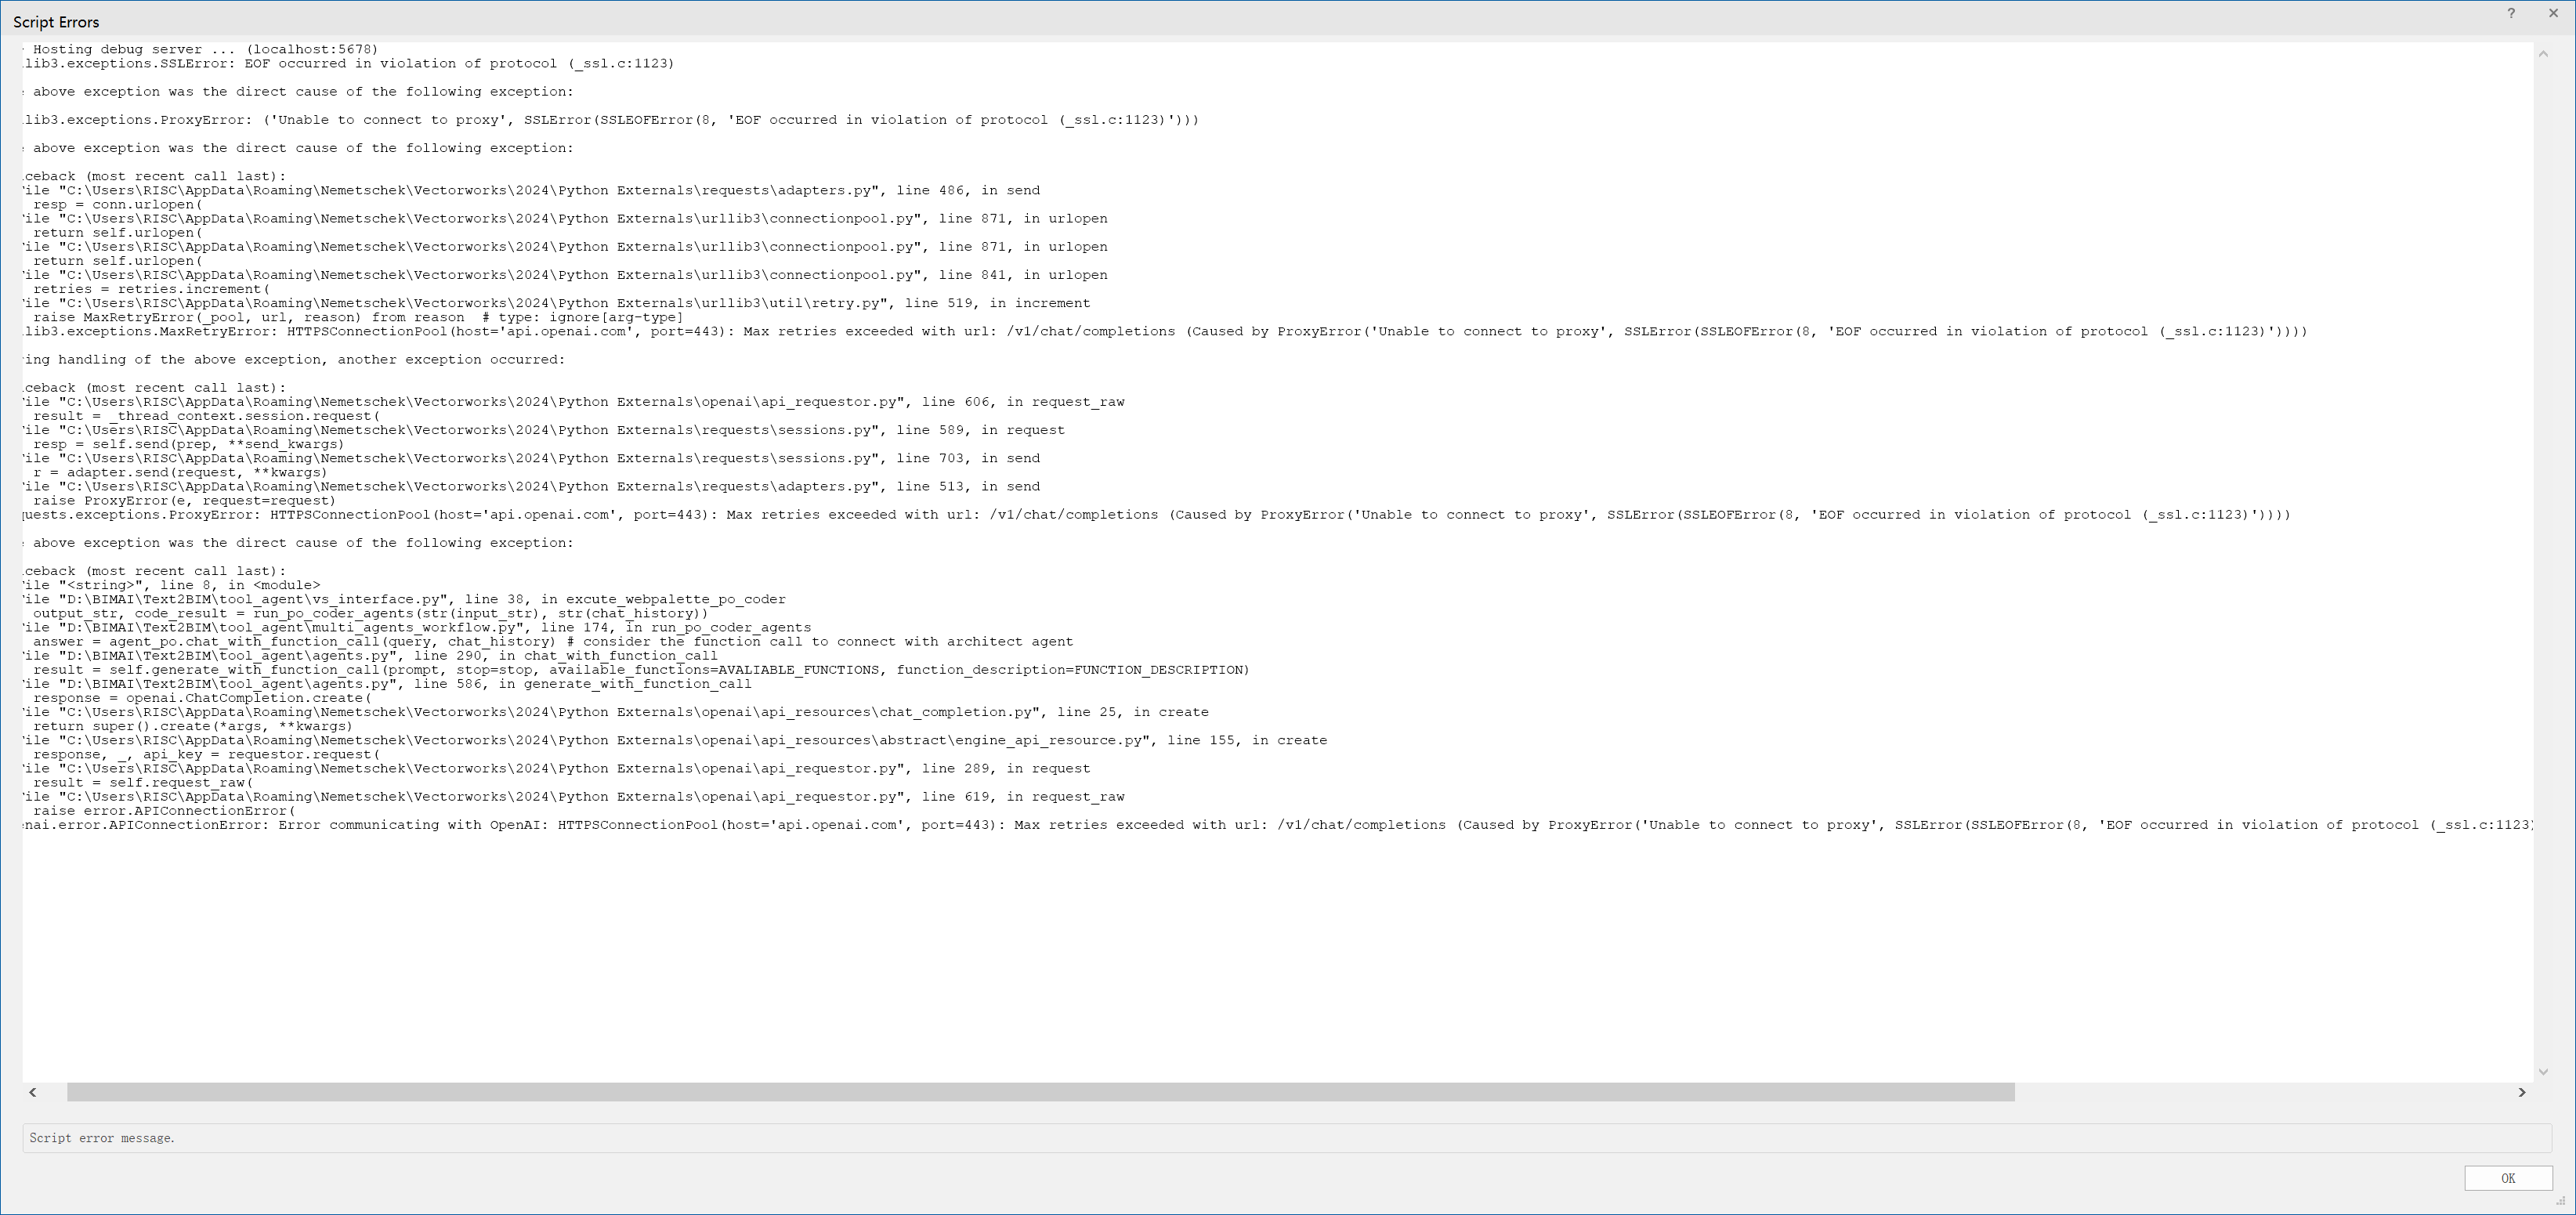 Script Errors
Hosting debug server ... (localhost:5678)
llib3.exceptions.SSLError: EOF occurred in violation of protocol (_ssl.c:1123)
above exception was the direct cause of the following exception:
llib3.exceptions.ProxyError: ('Unable to connect to proxy', SSLError(SSLEOFError(8, 'EOF occurred in violation of protocol (_ssl.c:1123)')))
above exception was the direct cause of the following exception:
ceback (most recent call last):
ile "C:\Users\RISC\AppData\Roaming\Nemetschek\Vectorworks\2024\Python Externals\requests\adapters.py", line 486, in send
resp = conn.urlopen(
ile "C:\Users\RISC\AppData\Roaming\Nemetschek\Vectorworks\2024\Python Externals\urllib3\connectionpool.py", line 871, in urlopen
return self.urlopen(
ile "C:\Users\RISC\AppData\Roaming\Nemetschek\Vectorworks\2024\Python Externals\urllib3\connectionpool.py", line 871, in urlopen
return self.urlopen(
ile "C:\Users\RISC\AppData\Roaming\Nemetschek\Vectorworks\2024\Python Externals\urllib3\connectionpool.py", line 841, in urlopen
retries = retries.increment(
ile "C:\Users\RISC\AppData\Roaming\Nemetschek\Vectorworks\2024\Python Externals\urllib3\util\retry.py", line 519, in increment
raise MaxRetryError(_pool, url, reason) from reason  # type: ignore[arg-type]
llib3.exceptions.MaxRetryError: HTTPSConnectionPool(host='api.openai.com', port=443): Max retries exceeded with url: /v1/chat/completions (Caused by ProxyError('Unable to connect to proxy', SSLError(SSLEOFError(8, 'EOF occurred in violation of protocol (_ssl.c:1123)'))))
ing handling of the above exception, another exception occurred:
ceback (most recent call last):
ile "C:\Users\RISC\AppData\Roaming\Nemetschek\Vectorworks\2024\Python Externals\openai\api_requestor.py", line 606, in request_raw
result = _thread_context.session.request(
ile "C:\Users\RISC\AppData\Roaming\Nemetschek\Vectorworks\2024\Python Externals\requests\sessions.py", line 589, in request
resp = self.send(prep, **send_kwargs)
ile "C:\Users\RISC\AppData\Roaming\Nemetschek\Vectorworks\2024\Python Externals\requests\sessions.py", line 703, in send
r = adapter.send(request, **kwargs)
ile "C:\Users\RISC\AppData\Roaming\Nemetschek\Vectorworks\2024\Python Externals\requests\adapters.py", line 513, in send
raise ProxyError(e, request=request)
quests.exceptions.ProxyError: HTTPSConnectionPool(host='api.openai.com', port=443): Max retries exceeded with url: /v1/chat/completions (Caused by ProxyError('Unable to connect to proxy', SSLError(SSLEOFError(8, 'EOF occurred in violation of protocol (_ssl.c:1123)'))))
above exception was the direct cause of the following exception:
ceback (most recent call last):
ile "<string>", line 8, in <module>
ile "D:\BIMAI\Text2BIM\tool_agent\vs_interface.py", line 38, in excute_webpalette_po_coder
output_str, code_result = run_po_coder_agents(str(input_str), str(chat_history))
ile "D:\BIMAI\Text2BIM\tool_agent\multi_agents_workflow.py", line 174, in run_po_coder_agents
answer = agent_po.chat_with_function_call(query, chat_history) # consider the function call to connect with architect agent
ile "D:\BIMAI\Text2BIM\tool_agent\agents.py", line 290, in chat_with_function_call
result = self.generate_with_function_call(prompt, stop=stop, available_functions=AVALIABLE_FUNCTIONS, function_description=FUNCTION_DESCRIPTION)
ile "D:\BIMAI\Text2BIM\tool_agent\agents.py", line 586, in generate_with_function_call
response = openai.ChatCompletion.create(
ile "C:\Users\RISC\AppData\Roaming\Nemetschek\Vectorworks\2024\Python Externals\openai\api_resources\chat_completion.py", line 25, in create
return super().create(*args, **kwargs)
ile "C:\Users\RISC\AppData\Roaming\Nemetschek\Vectorworks\2024\Python Externals\openai\api_resources\abstract\engine_api_resource.py", line 155, in create
response, _, api_key = requestor.request(
ile "C:\Users\RISC\AppData\Roaming\Nemetschek\Vectorworks\2024\Python Externals\openai\api_requestor.py", line 289, in request
result = self.request_raw(
ile "C:\Users\RISC\AppData\Roaming\Nemetschek\Vectorworks\2024\Python Externals\openai\api_requestor.py", line 619, in request_raw
raise error.APIConnectionError(
nai.error.APIConnectionError: Error communicating with OpenAI: HTTPSConnectionPool(host='api.openai.com', port=443): Max retries exceeded with url: /v1/chat/completions (Caused by ProxyError('Unable to connect to proxy', SSLError(SSLEOFError(8, 'EOF occurred in violation of protocol (_ssl.c:1123)
Script error message.
OK